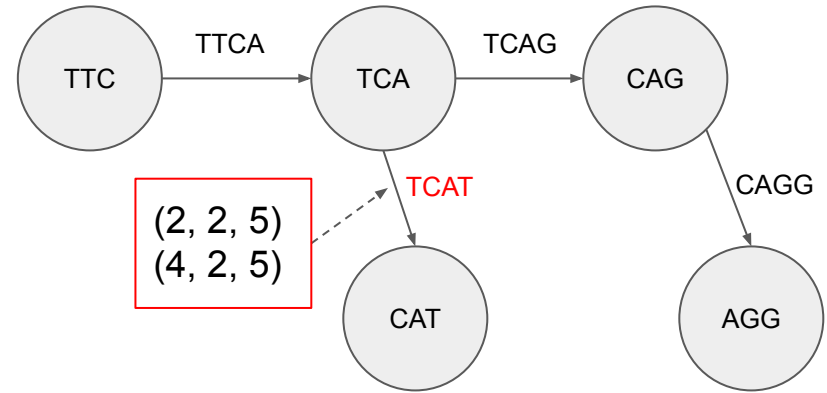 TTCA
TCAG
TTC
TCA
CAG
TCAT
CAGG
(2, 2, 5)
(4, 2, 5)
CAT
AGG